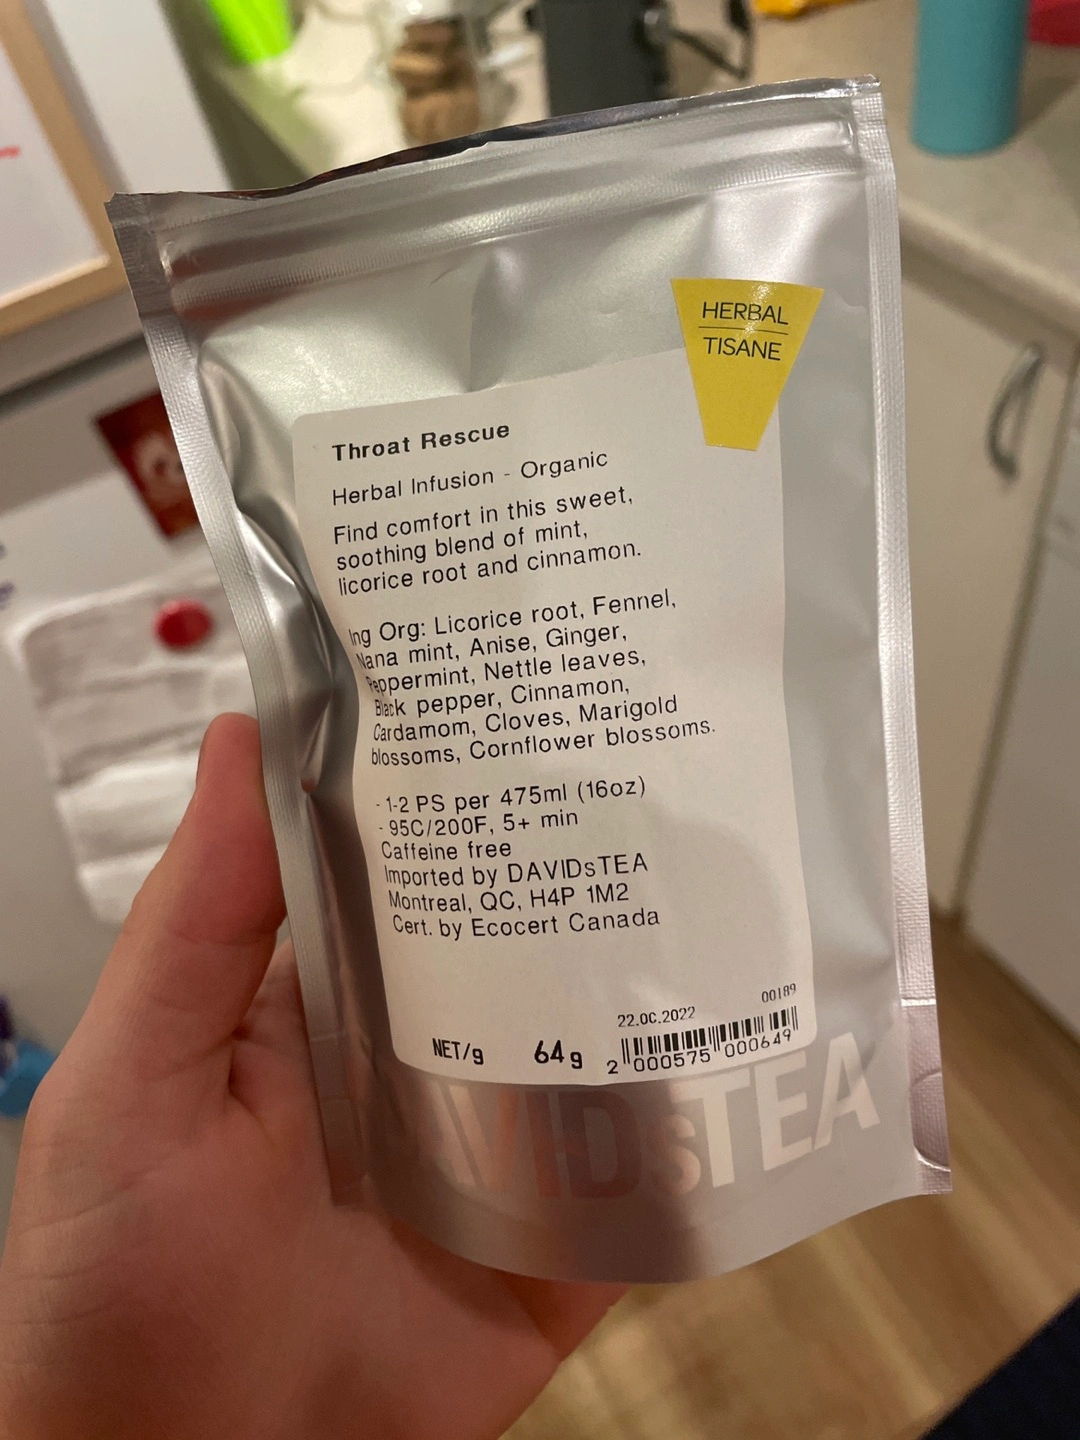 HERBAL
TISANE
Throat Rescue
Herbal Infusion - Organic
Find comfort in this sweet,
soothing blend of mint,
licorice root and cinnamon.
Ing Org: Licorice root, Fennel,
Nana mint, Anise, Ginger,
Peppermint, Nettle leaves,
Black pepper, Cinnamon,
Cardamom, Cloves, Marigold
blossoms, Cornflower blossoms.
- 1-2 PS per 475ml (16oz)
- 95C/200F, 5+ min
Caffeine free
Imported by DAVIDsTEA
Montreal, QC, H4P 1M2
Cert. by Ecocert Canada
22.OC.2022 00189
NET/g 64 g
2 000575 000649
DAVIDsTEA